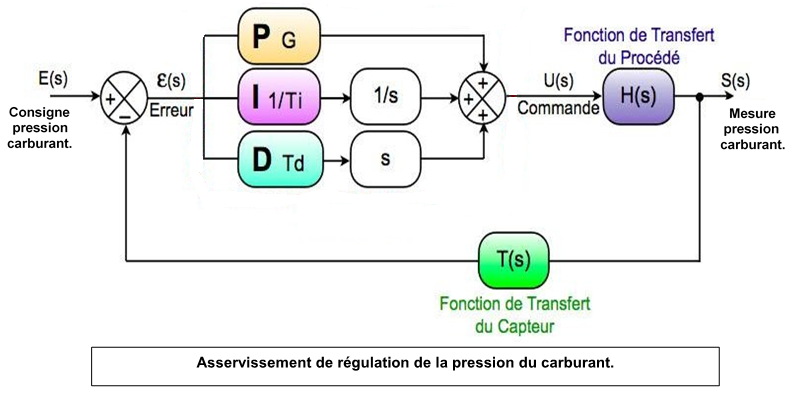 Fonction de Transfert
du Procédé
P G
E(s)
ε(s)
U(s)
S(s)
+
−
Erreur
I 1/Ti
1/s
+
+
+
Commande
H(s)
Consigne
pression
carburant.
Mesure
pression
carburant.
D Td
s
T(s)
Fonction de Transfert
du Capteur
Asservissement de régulation de la pression du carburant.